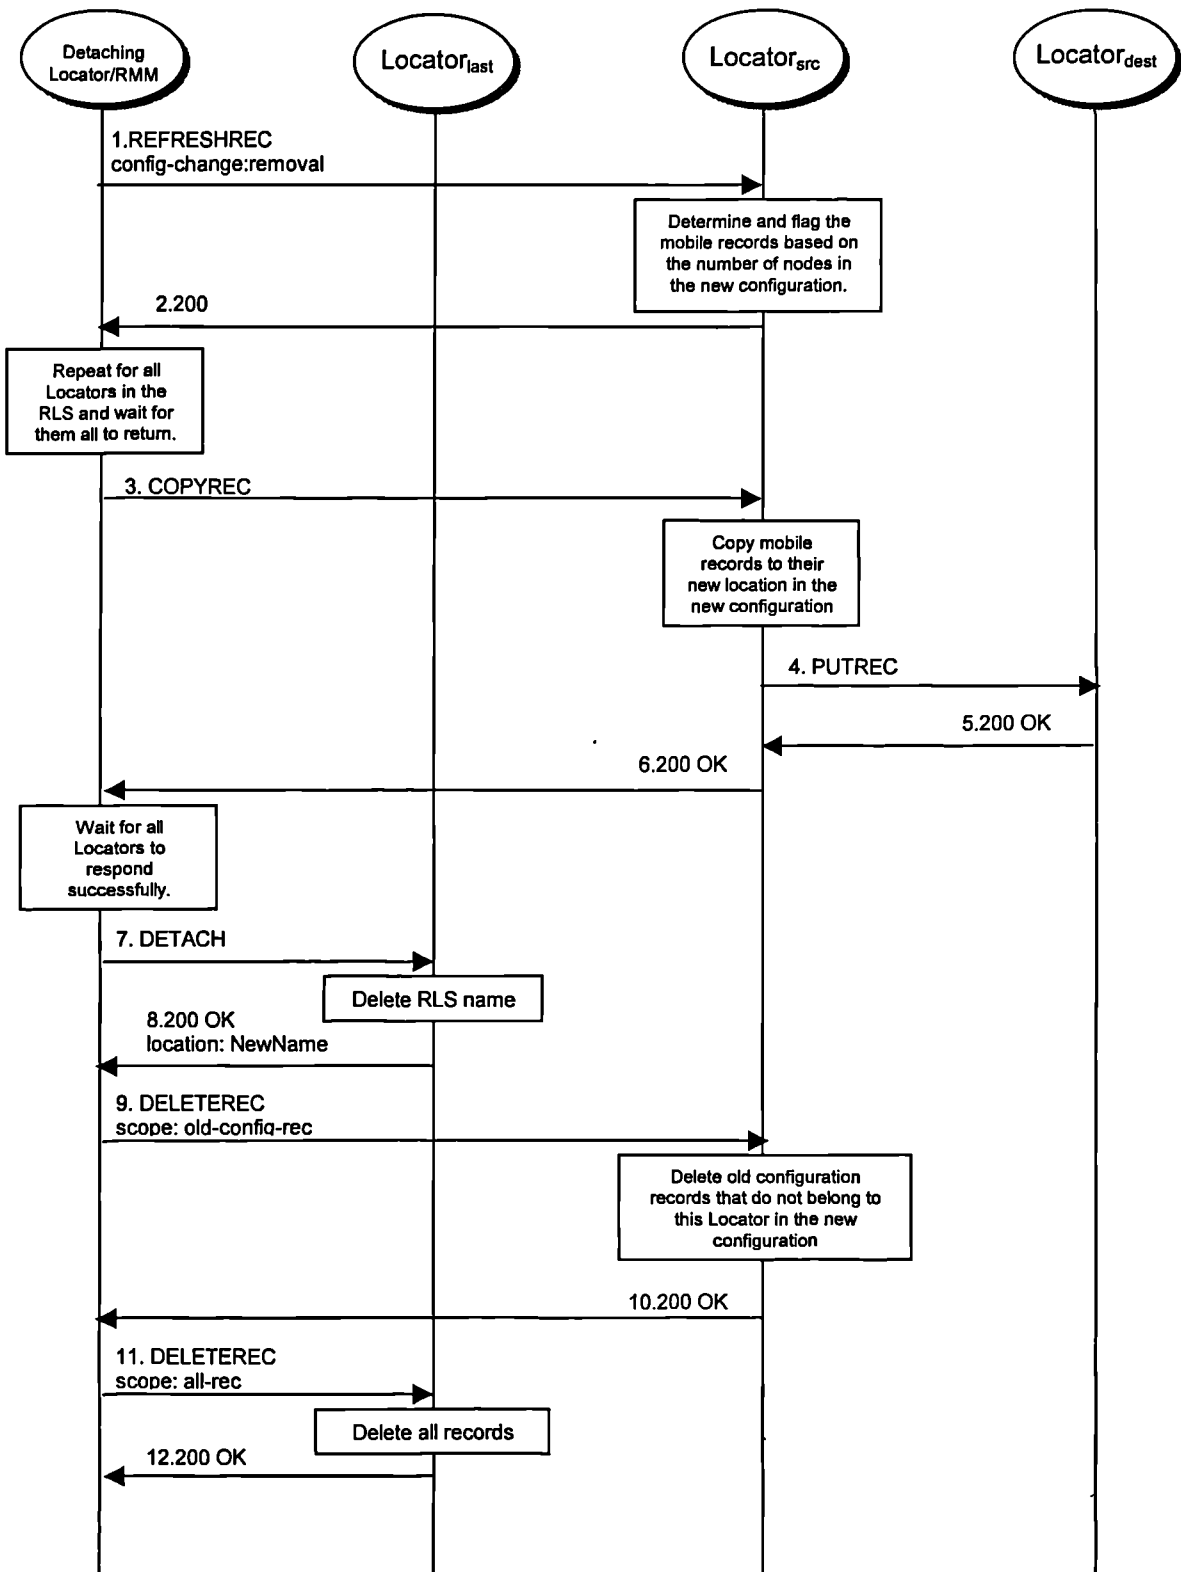 Detaching
Locator/RMM
Locatorlast
Locatorsrc
Locatordest
1.REFRESHREC
config-change:removal
Determine and flag the
mobile records based on
the number of nodes in
the new configuration.
2.200
Repeat for all
Locators in the
RLS and wait for
them all to return.
3. COPYREC
Copy mobile
records to their
new location in the
new configuration
4. PUTREC
5.200 OK
6.200 OK
Wait for all
Locators to
respond
successfully.
7. DETACH
Delete RLS name
8.200 OK
location: NewName
9. DELETEREC
scope: old-config-rec
Delete old configuration
records that do not belong to
this Locator in the new
configuration
10.200 OK
11. DELETEREC
scope: all-rec
Delete all records
12.200 OK